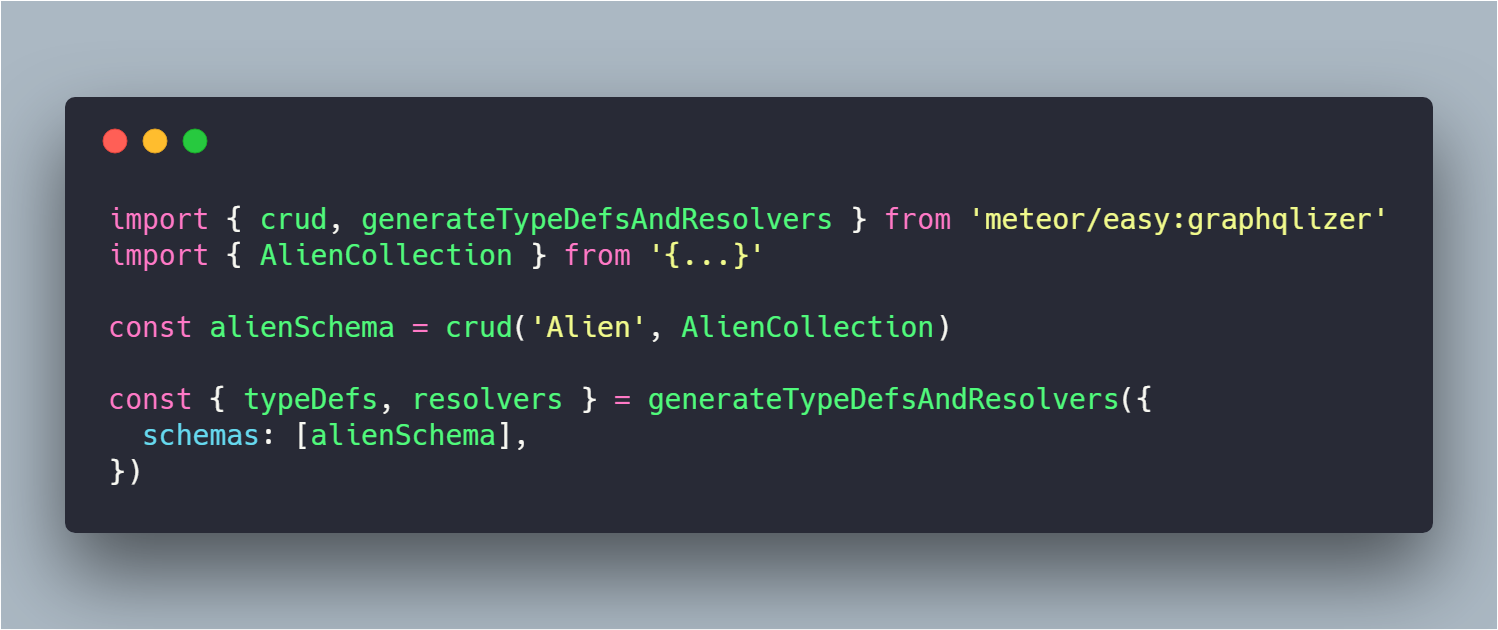 import { crud, generateTypeDefsAndResolvers } from 'meteor/easy:graphqlizer'
import { AlienCollection } from '{...}'
const alienSchema = crud('Alien', AlienCollection)
const { typeDefs, resolvers } = generateTypeDefsAndResolvers({
  schemas: [alienSchema],
})